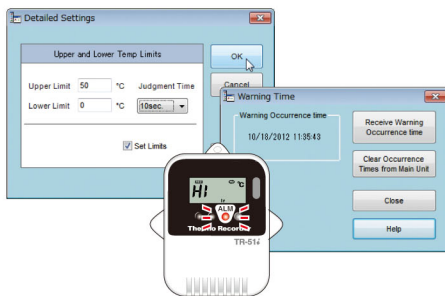 Detailed Settings
Upper and Lower Temp Limits
Upper Limit 50 °C Judgment Time
Lower Limit 0 °C 10sec.
Set Limits
OK
Cancel
Warning Time
Warning Occurrence time
10/18/2012 11:35:43
Receive Warning
Occurrence time
Clear Occurrence
Times from Main Unit
Close
Help
HI
°C
ALM
Thermo Recorder
TR-51i